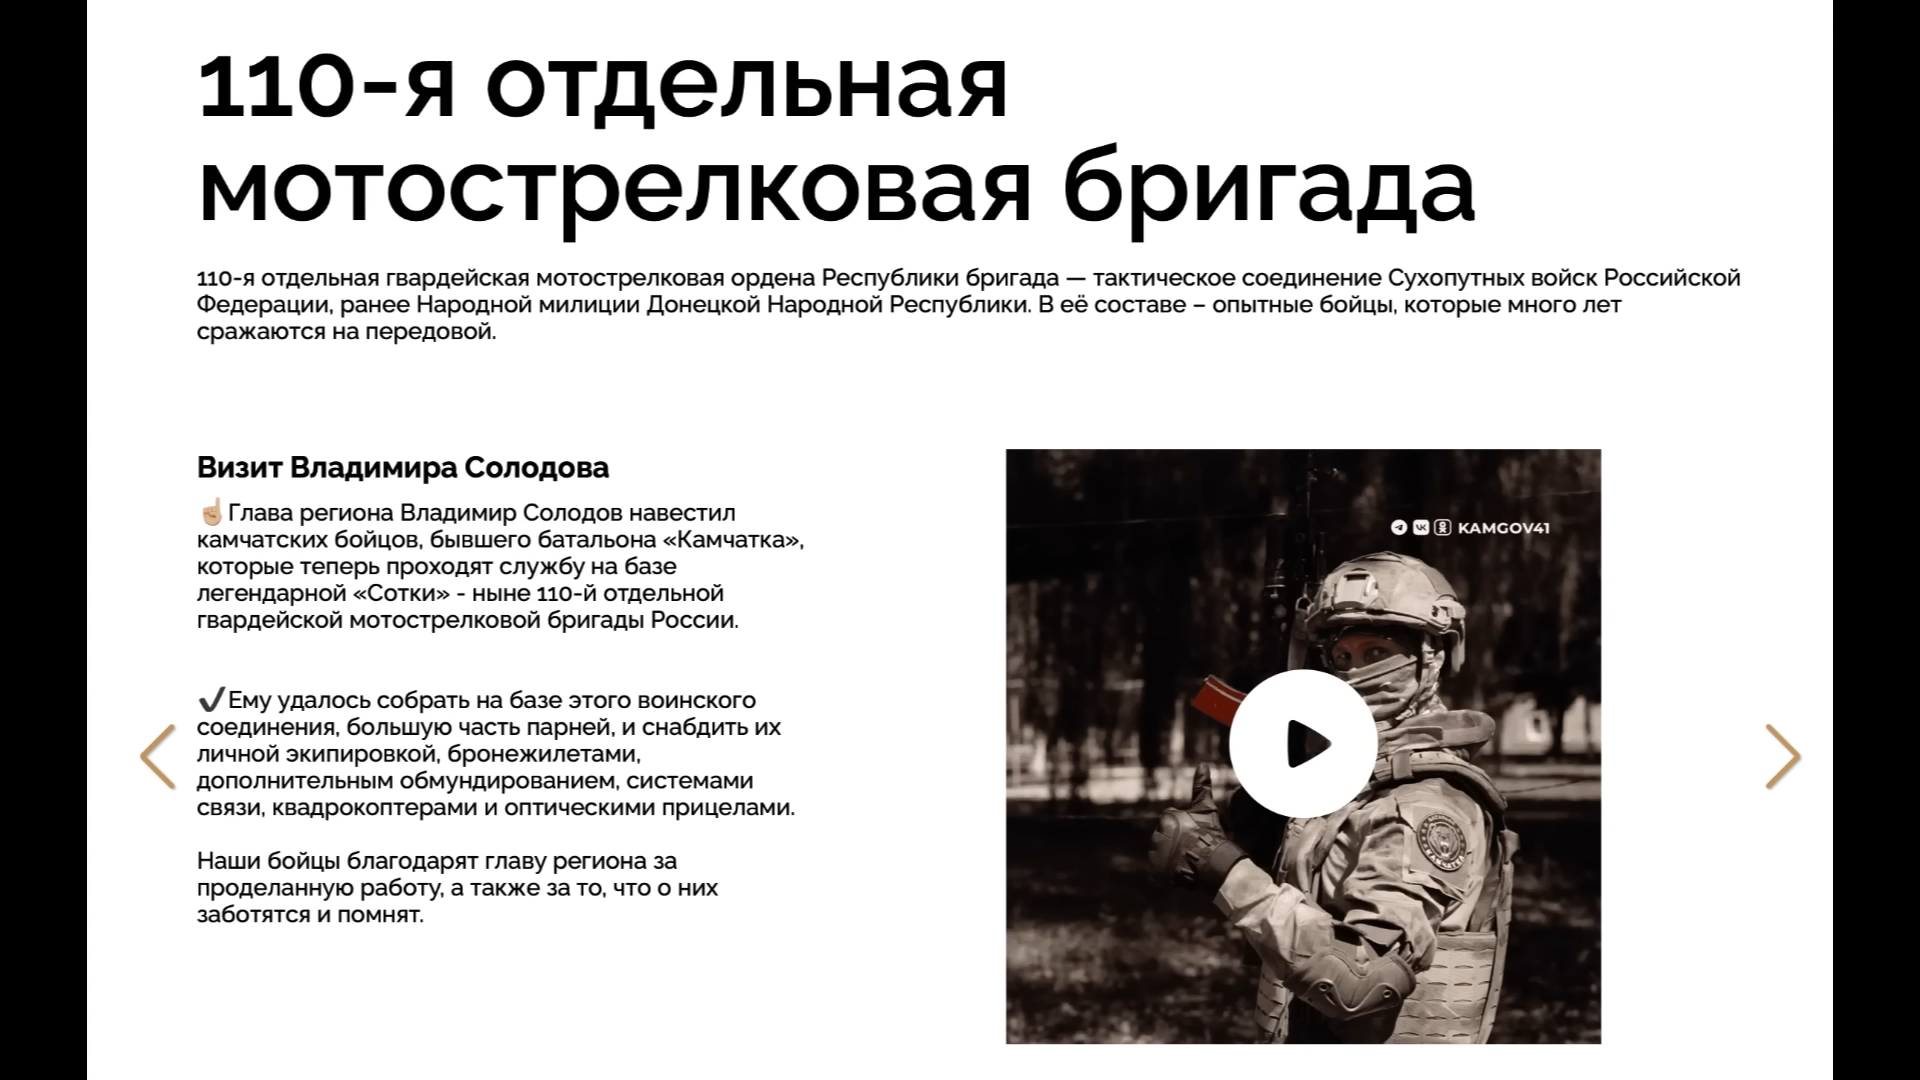 110-я отдельная
мотострелковая бригада
110-я отдельная гвардейская мотострелковая ордена Республики бригада — тактическое соединение Сухопутных войск Российской
Федерации, ранее Народной милиции Донецкой Народной Республики. В её составе – опытные бойцы, которые много лет
сражаются на передовой.
Визит Владимира Солодова
☝🏼Глава региона Владимир Солодов навестил
камчатских бойцов, бывшего батальона «Камчатка»,
которые теперь проходят службу на базе
легендарной «Сотки» - ныне 110-й отдельной
гвардейской мотострелковой бригады России.
✔Ему удалось собрать на базе этого воинского
соединения, большую часть парней, и снабдить их
личной экипировкой, бронежилетами,
дополнительным обмундированием, системами
связи, квадрокоптерами и оптическими прицелами.
Наши бойцы благодарят главу региона за
проделанную работу, а также за то, что о них
заботятся и помнят.
KAMGOV41